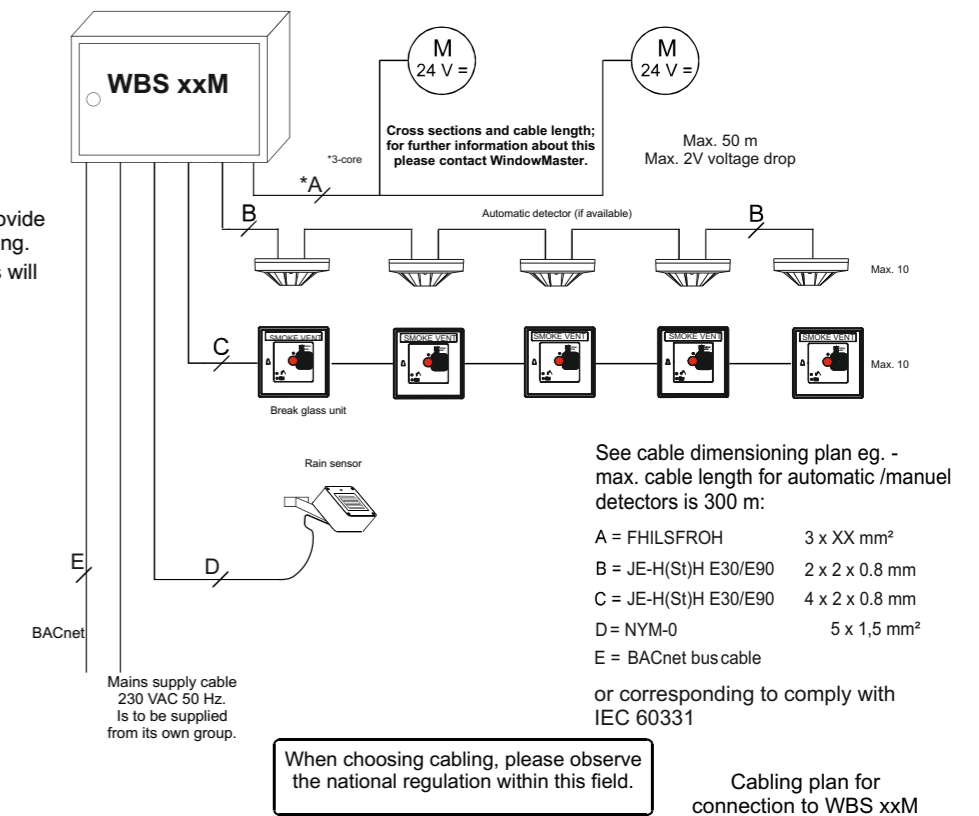 WBS xxM
M
24 V =
M
24 V =
Cross sections and cable length;
for further information about this
please contact WindowMaster.
Max. 50 m
Max. 2V voltage drop
*3-core
*A
ovide
ng.
s will
B
Automatic detector (if available)
B
Max. 10
C
SMOKE VENT
SMOKE VENT
SMOKE VENT
SMOKE VENT
SMOKE VENT
Max. 10
Break glass unit
Rain sensor
See cable dimensioning plan eg. -
max. cable length for automatic /manuel
detectors is 300 m:
A = FHILSFROH 3 x XX mm²
B = JE-H(St)H E30/E90 2 x 2 x 0.8 mm
C = JE-H(St)H E30/E90 4 x 2 x 0.8 mm
D = NYM-0 5 x 1,5 mm²
E = BACnet bus cable
or corresponding to comply with
IEC 60331
E
D
BACnet
Mains supply cable
230 VAC 50 Hz.
Is to be supplied
from its own group.
When choosing cabling, please observe
the national regulation within this field.
Cabling plan for
connection to WBS xxM